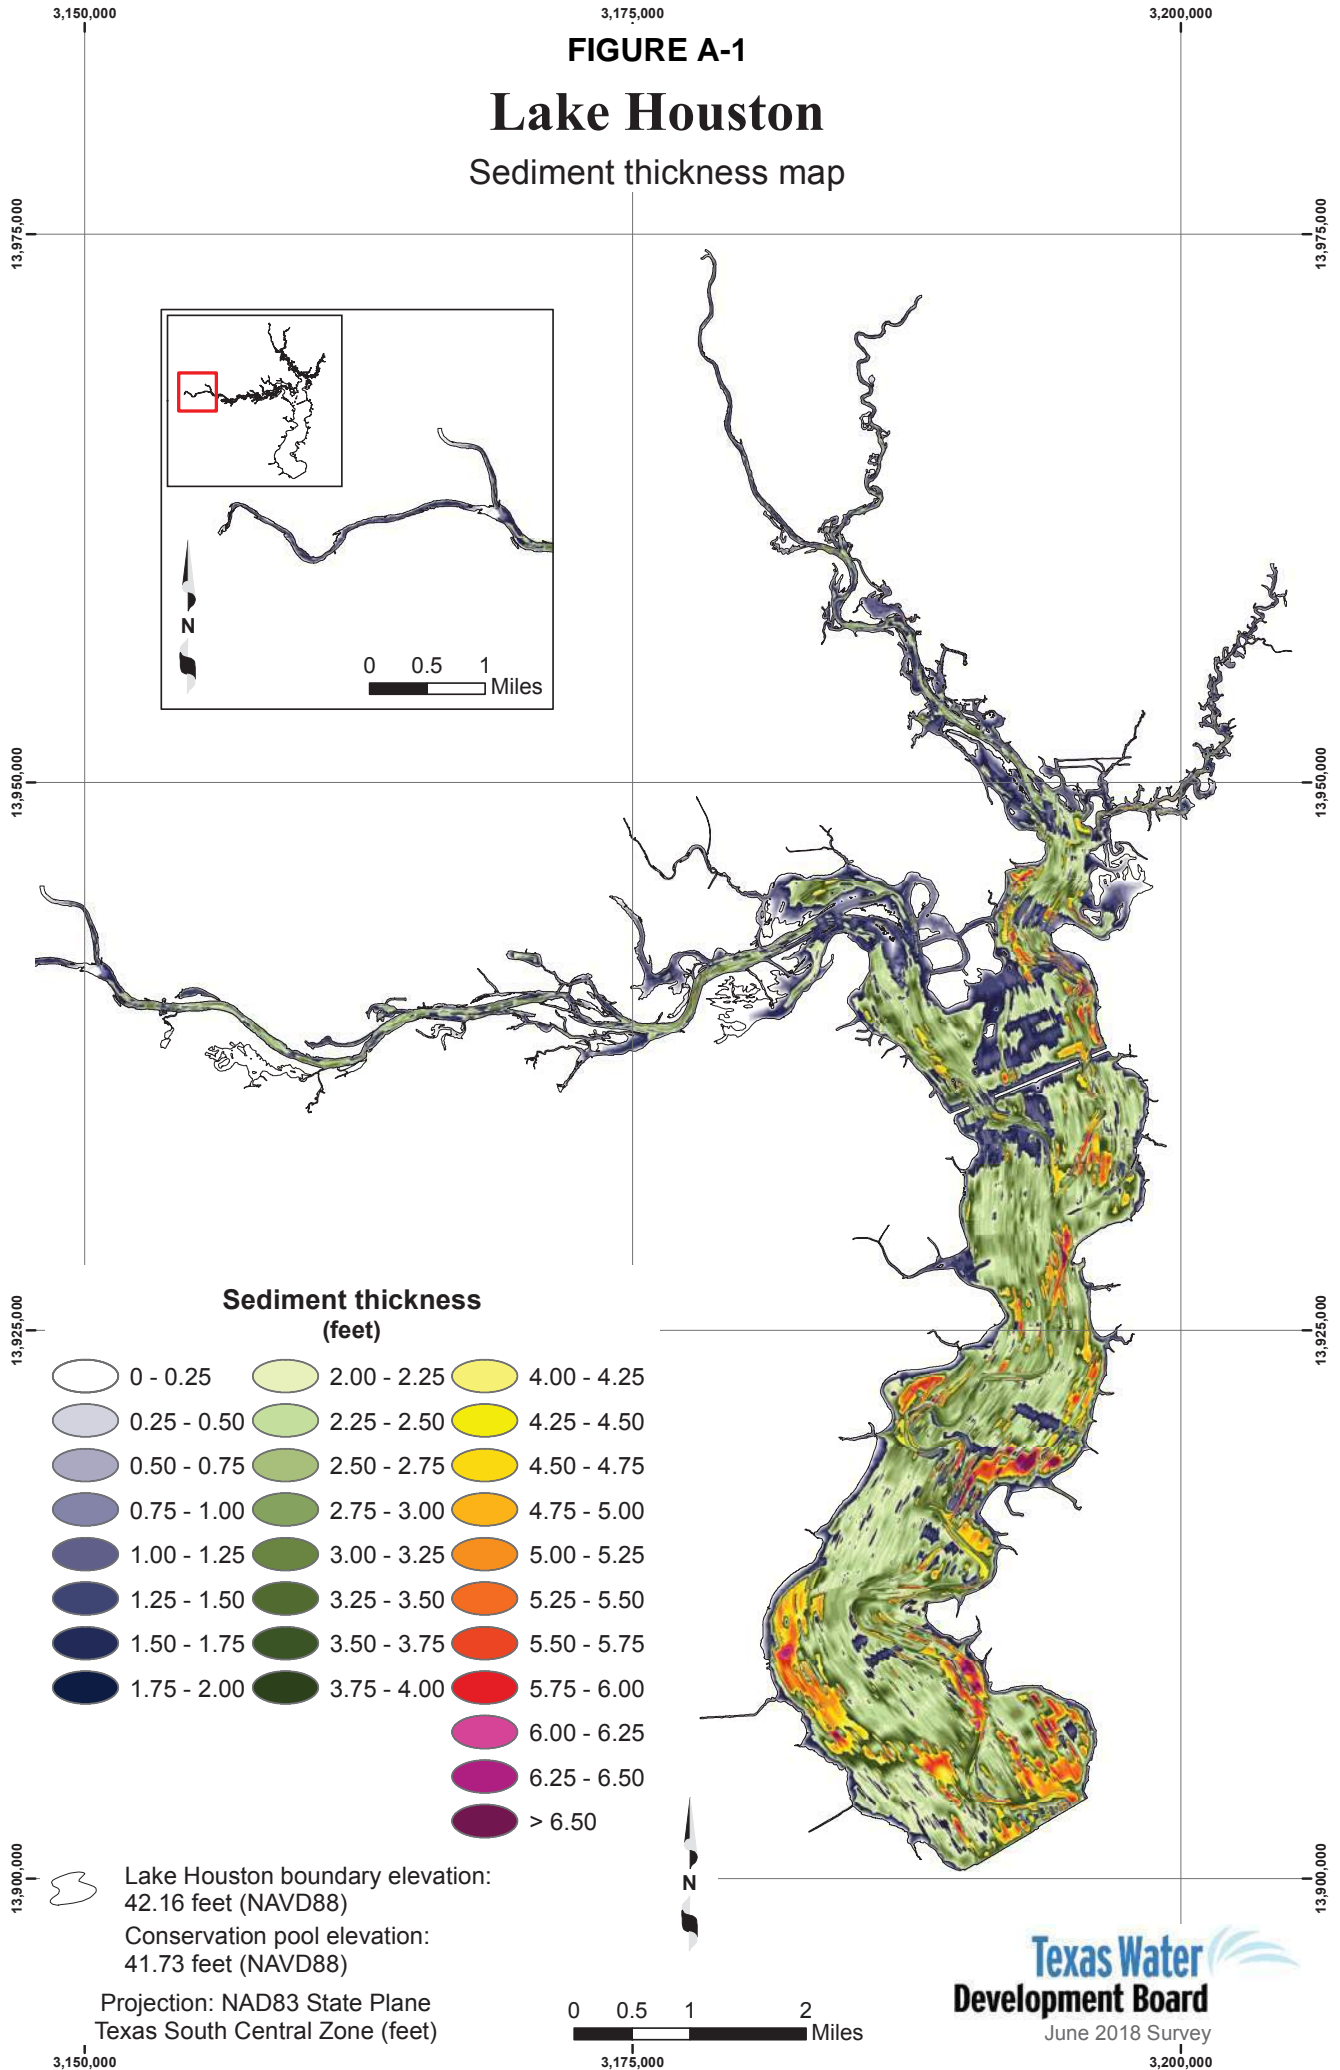 3,150,000 3,175,000 3,200,000
FIGURE A-1
Lake Houston
Sediment thickness map
13,975,000 13,975,000
N
0 0.5 1
Miles
13,950,000 13,950,000
13,925,000 13,925,000
Sediment thickness
(feet)
0 - 0.25 2.00 - 2.25 4.00 - 4.25
0.25 - 0.50 2.25 - 2.50 4.25 - 4.50
0.50 - 0.75 2.50 - 2.75 4.50 - 4.75
0.75 - 1.00 2.75 - 3.00 4.75 - 5.00
1.00 - 1.25 3.00 - 3.25 5.00 - 5.25
1.25 - 1.50 3.25 - 3.50 5.25 - 5.50
1.50 - 1.75 3.50 - 3.75 5.50 - 5.75
1.75 - 2.00 3.75 - 4.00 5.75 - 6.00
6.00 - 6.25
6.25 - 6.50
> 6.50
13,900,000 13,900,000
Lake Houston boundary elevation:
42.16 feet (NAVD88)
Conservation pool elevation:
41.73 feet (NAVD88)
Projection: NAD83 State Plane
Texas South Central Zone (feet)
N
0 0.5 1 2
Miles
Texas Water
Development Board
June 2018 Survey
3,150,000 3,175,000 3,200,000